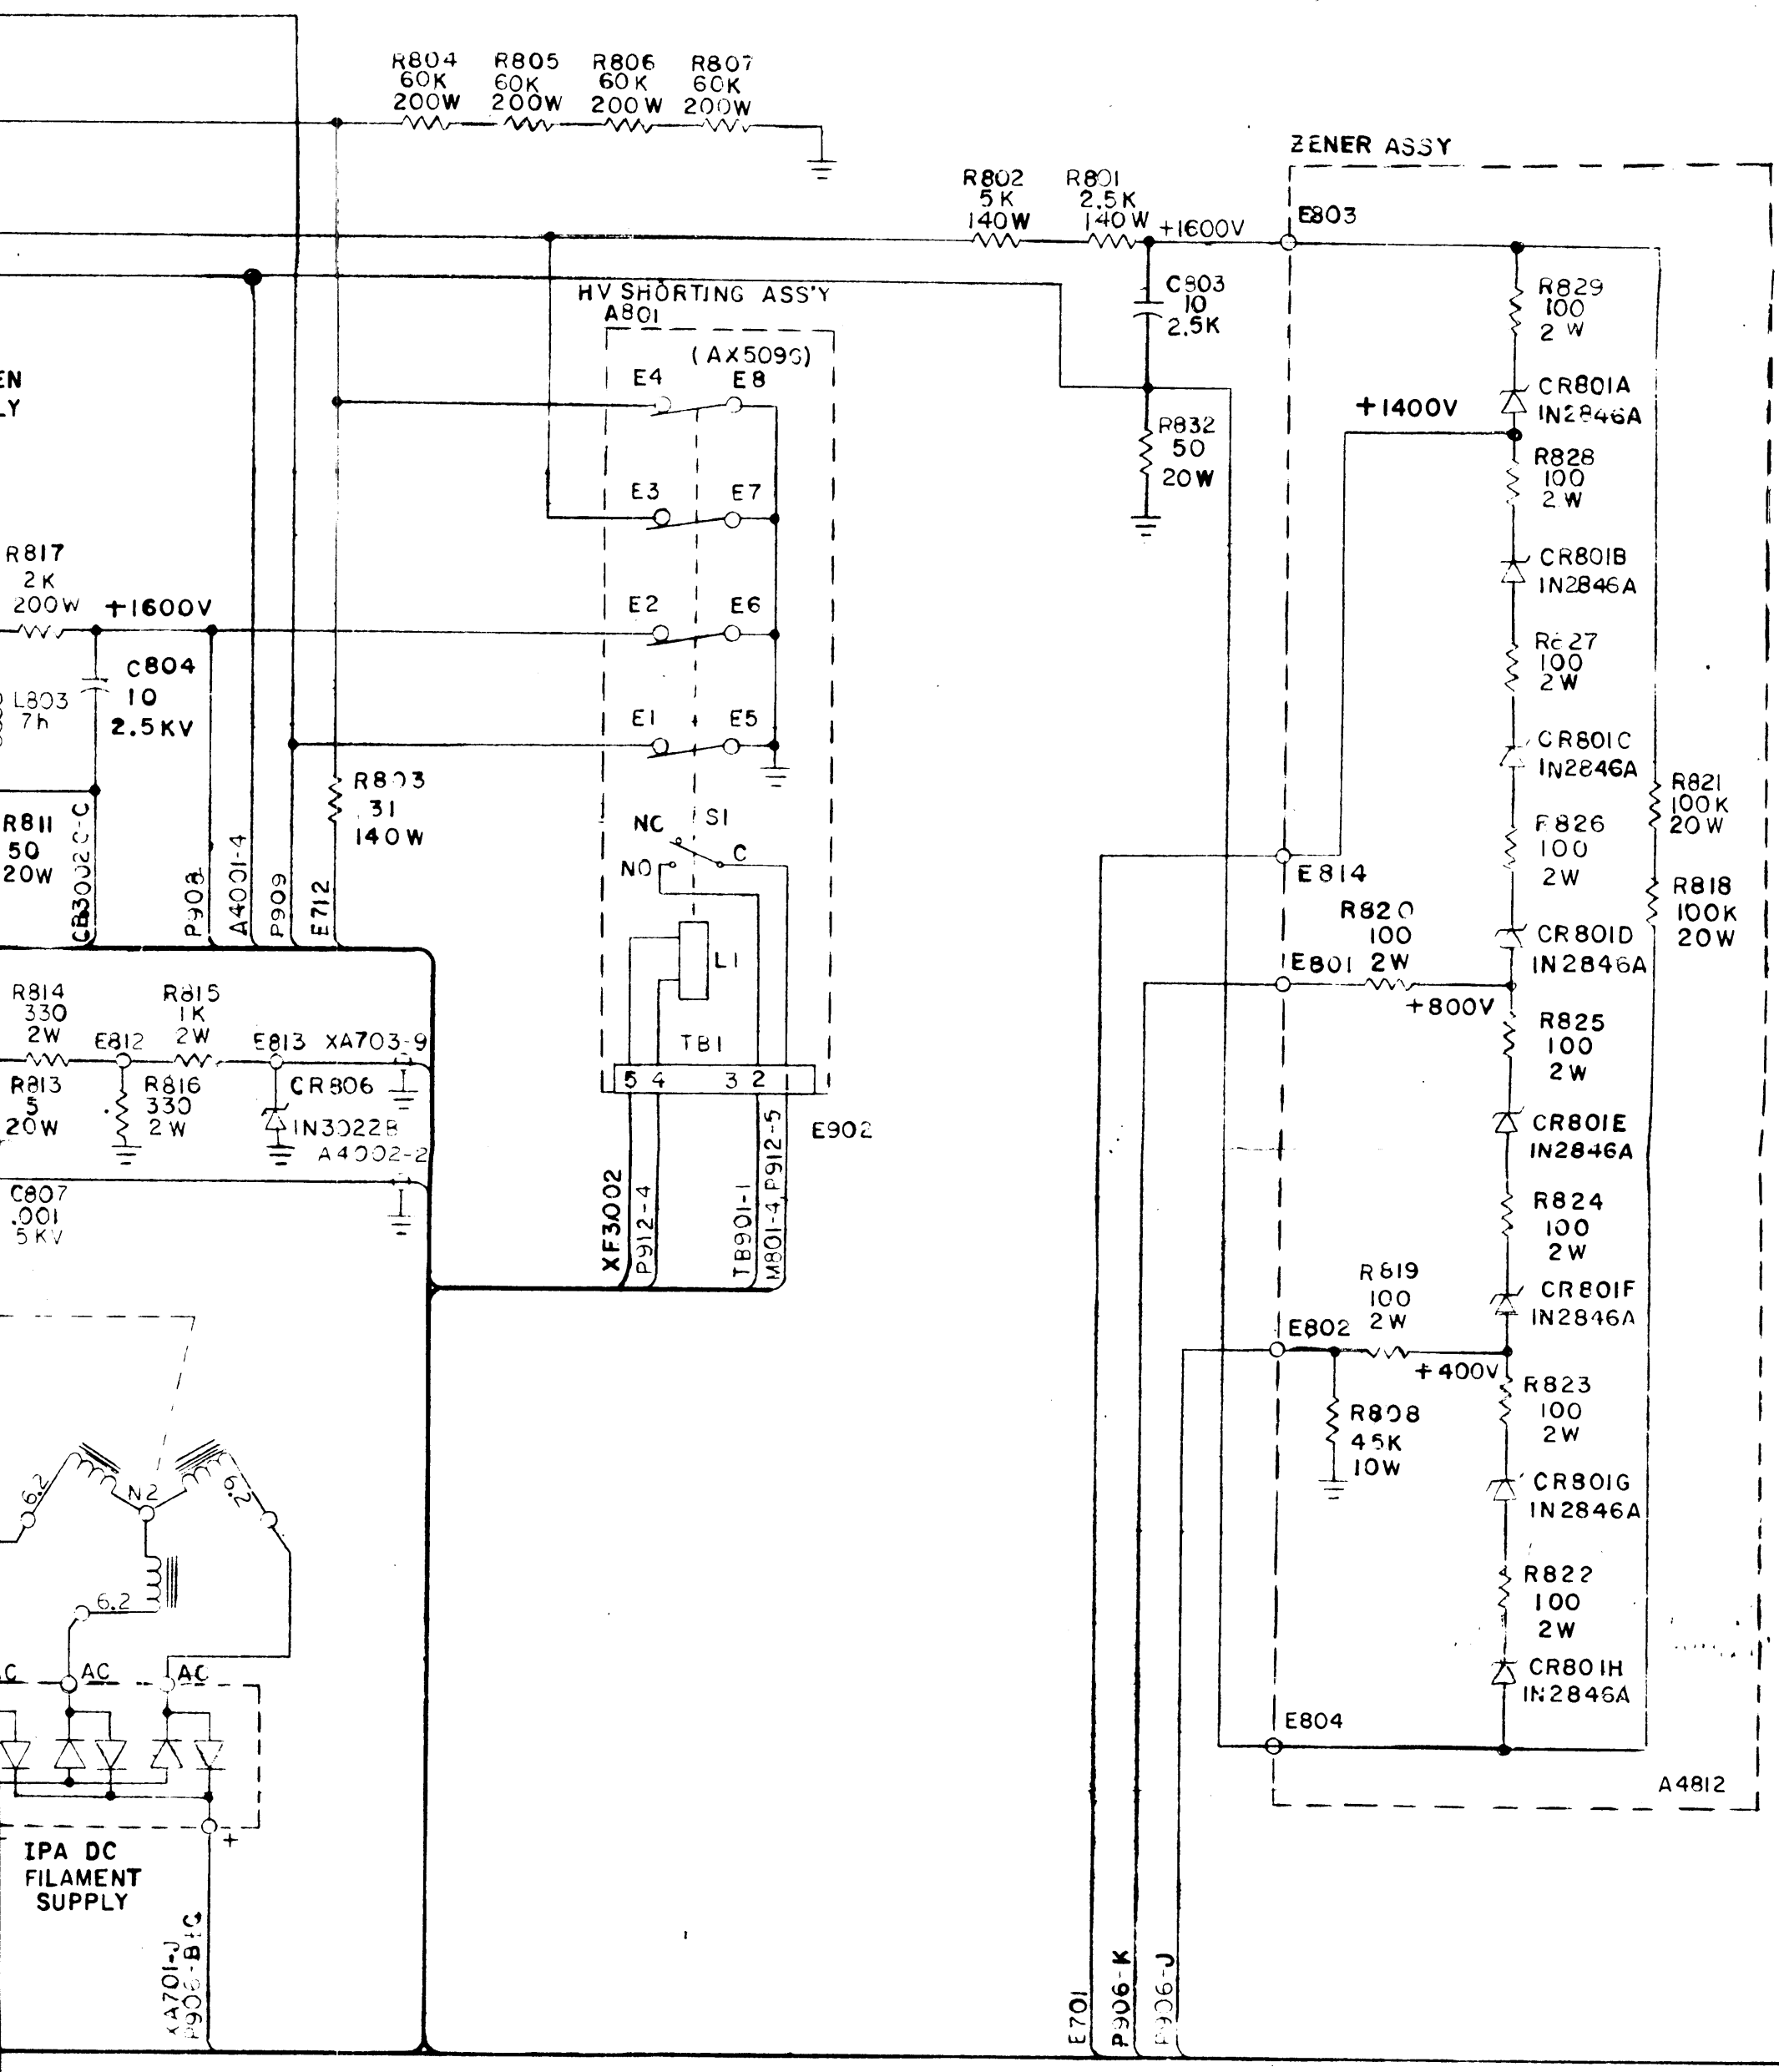 R804
60K
200W
R805
60K
200W
R806
60K
200W
R807
60K
200W
ZENER ASSY
R802
5K
140W
R801
2.5K
140W
+1600V
E803
C803
10
2.5K
R829
100
2W
HV SHORTING ASS'Y
A801
E4
E8
CR801A
IN2846A
+1400V
EN
LY
R832
50
20W
R828
100
2W
E3
E7
R817
2K
200W
+1600V
CR801B
IN2846A
E2
E6
C804
10
2.5KV
L803
7h
R827
100
2W
E1
E5
CR801C
IN2846A
R803
31
140W
R821
100K
20W
R811
50
20W
NC
S1
C
NO
R826
100
2W
E814
R818
100K
20W
P908
A4001-4
P909
E712
R820
100
2W
CR801D
IN2846A
L1
E801
+800V
R814
330
2W
R815
1K
2W
E812
E813
XA703-9
R825
100
2W
TB1
5 4 3 2 1
R813
5
20W
R816
330
2W
CR806
IN3022B
A4002-2
E902
CR801E
IN2846A
C807
.001
5KV
XF3002
P912-4
TB901-1
M801-4,P912-5
R824
100
2W
R819
100
2W
CR801F
IN2846A
E802
+400V
R823
100
2W
R808
45K
10W
6.2
N2
6.2
CR801G
IN2846A
6.2
R822
100
2W
C
AC
AC
CR801H
IN2846A
E804
A4812
+
IPA DC
FILAMENT
SUPPLY
XA701-J
E701
P906-K
P906-J